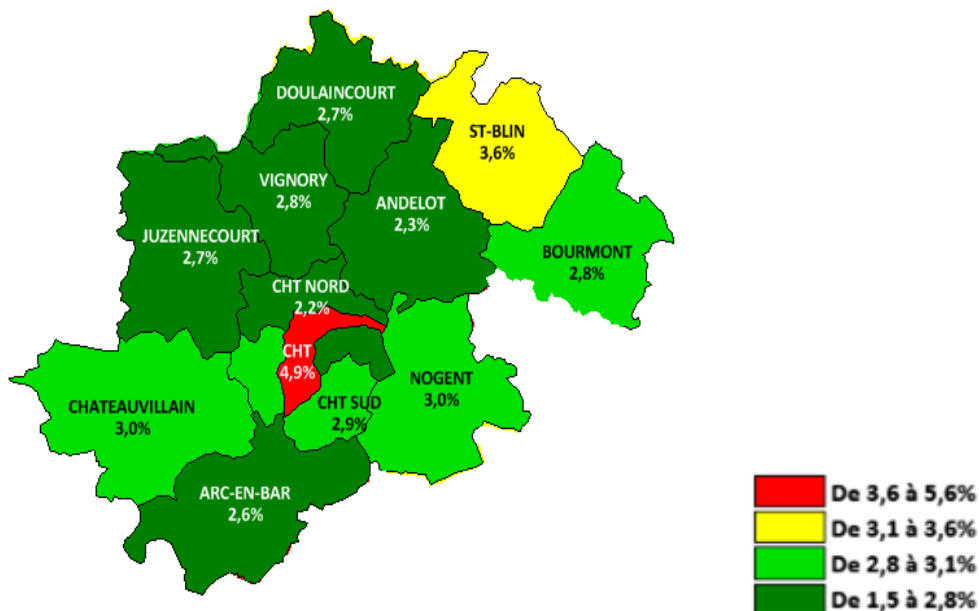 DOULAINCOURT
2,7%
ST-BLIN
3,6%
VIGNORY
2,8%
ANDELOT
2,3%
JUZENNECOURT
2,7%
BOURMONT
2,8%
CHT NORD
2,2%
CHT
4,9%
NOGENT
3,0%
CHATEAUVILLAIN
3,0%
CHT SUD
2,9%
ARC-EN-BAR
2,6%
De 3,6 à 5,6%
De 3,1 à 3,6%
De 2,8 à 3,1%
De 1,5 à 2,8%